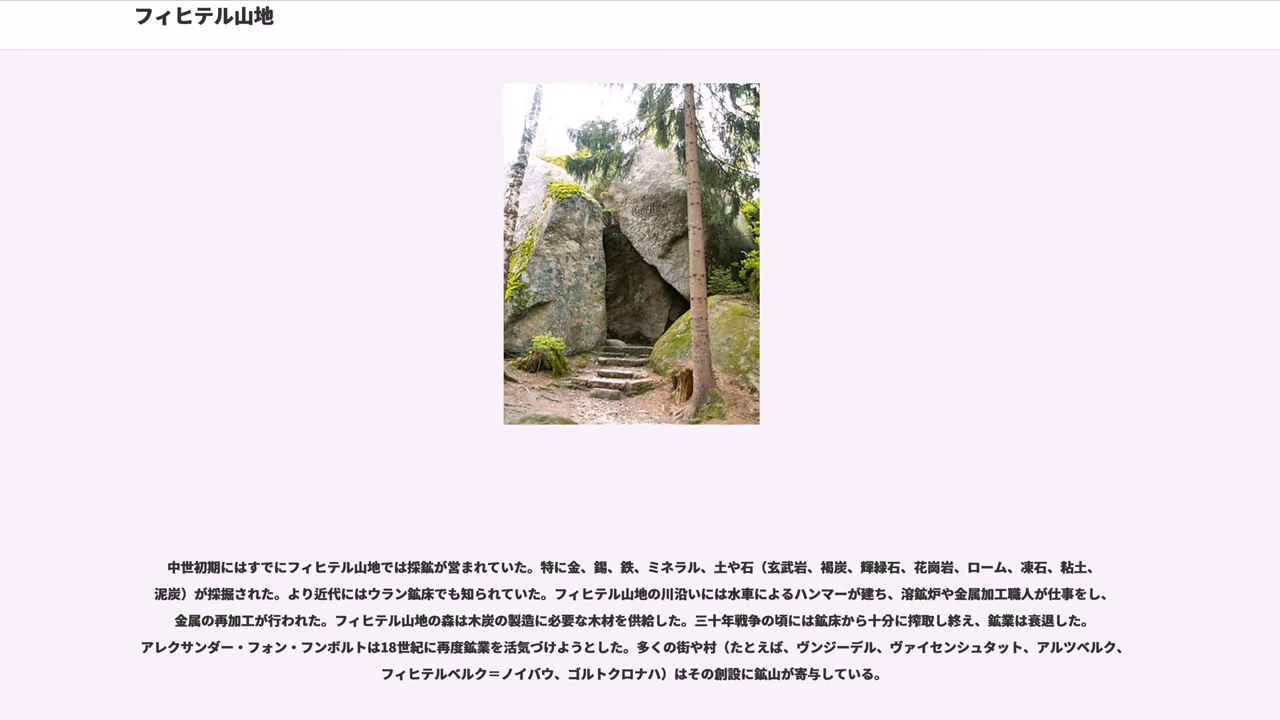 フィヒテル山地
中世初期にはすでにフィヒテル山地では採鉱が営まれていた。特に金、錫、鉄、ミネラル、土や石（玄武岩、褐炭、輝緑石、花崗岩、ローム、凍石、粘土、
泥炭）が採掘された。より近代にはウラン鉱床でも知られていた。フィヒテル山地の川沿いには水車によるハンマーが建ち、溶鉱炉や金属加工職人が仕事をし、
金属の再加工が行われた。フィヒテル山地の森は木炭の製造に必要な木材を供給した。三十年戦争の頃には鉱床から十分に搾取し終え、鉱業は衰退した。
アレクサンダー・フォン・フンボルトは18世紀に再度鉱業を活気づけようとした。多くの街や村（たとえば、ヴンジーデル、ヴァイセンシュタット、アルツベルク、
フィヒテルベルク＝ノイバウ、ゴルトクロナハ）はその創設に鉱山が寄与している。